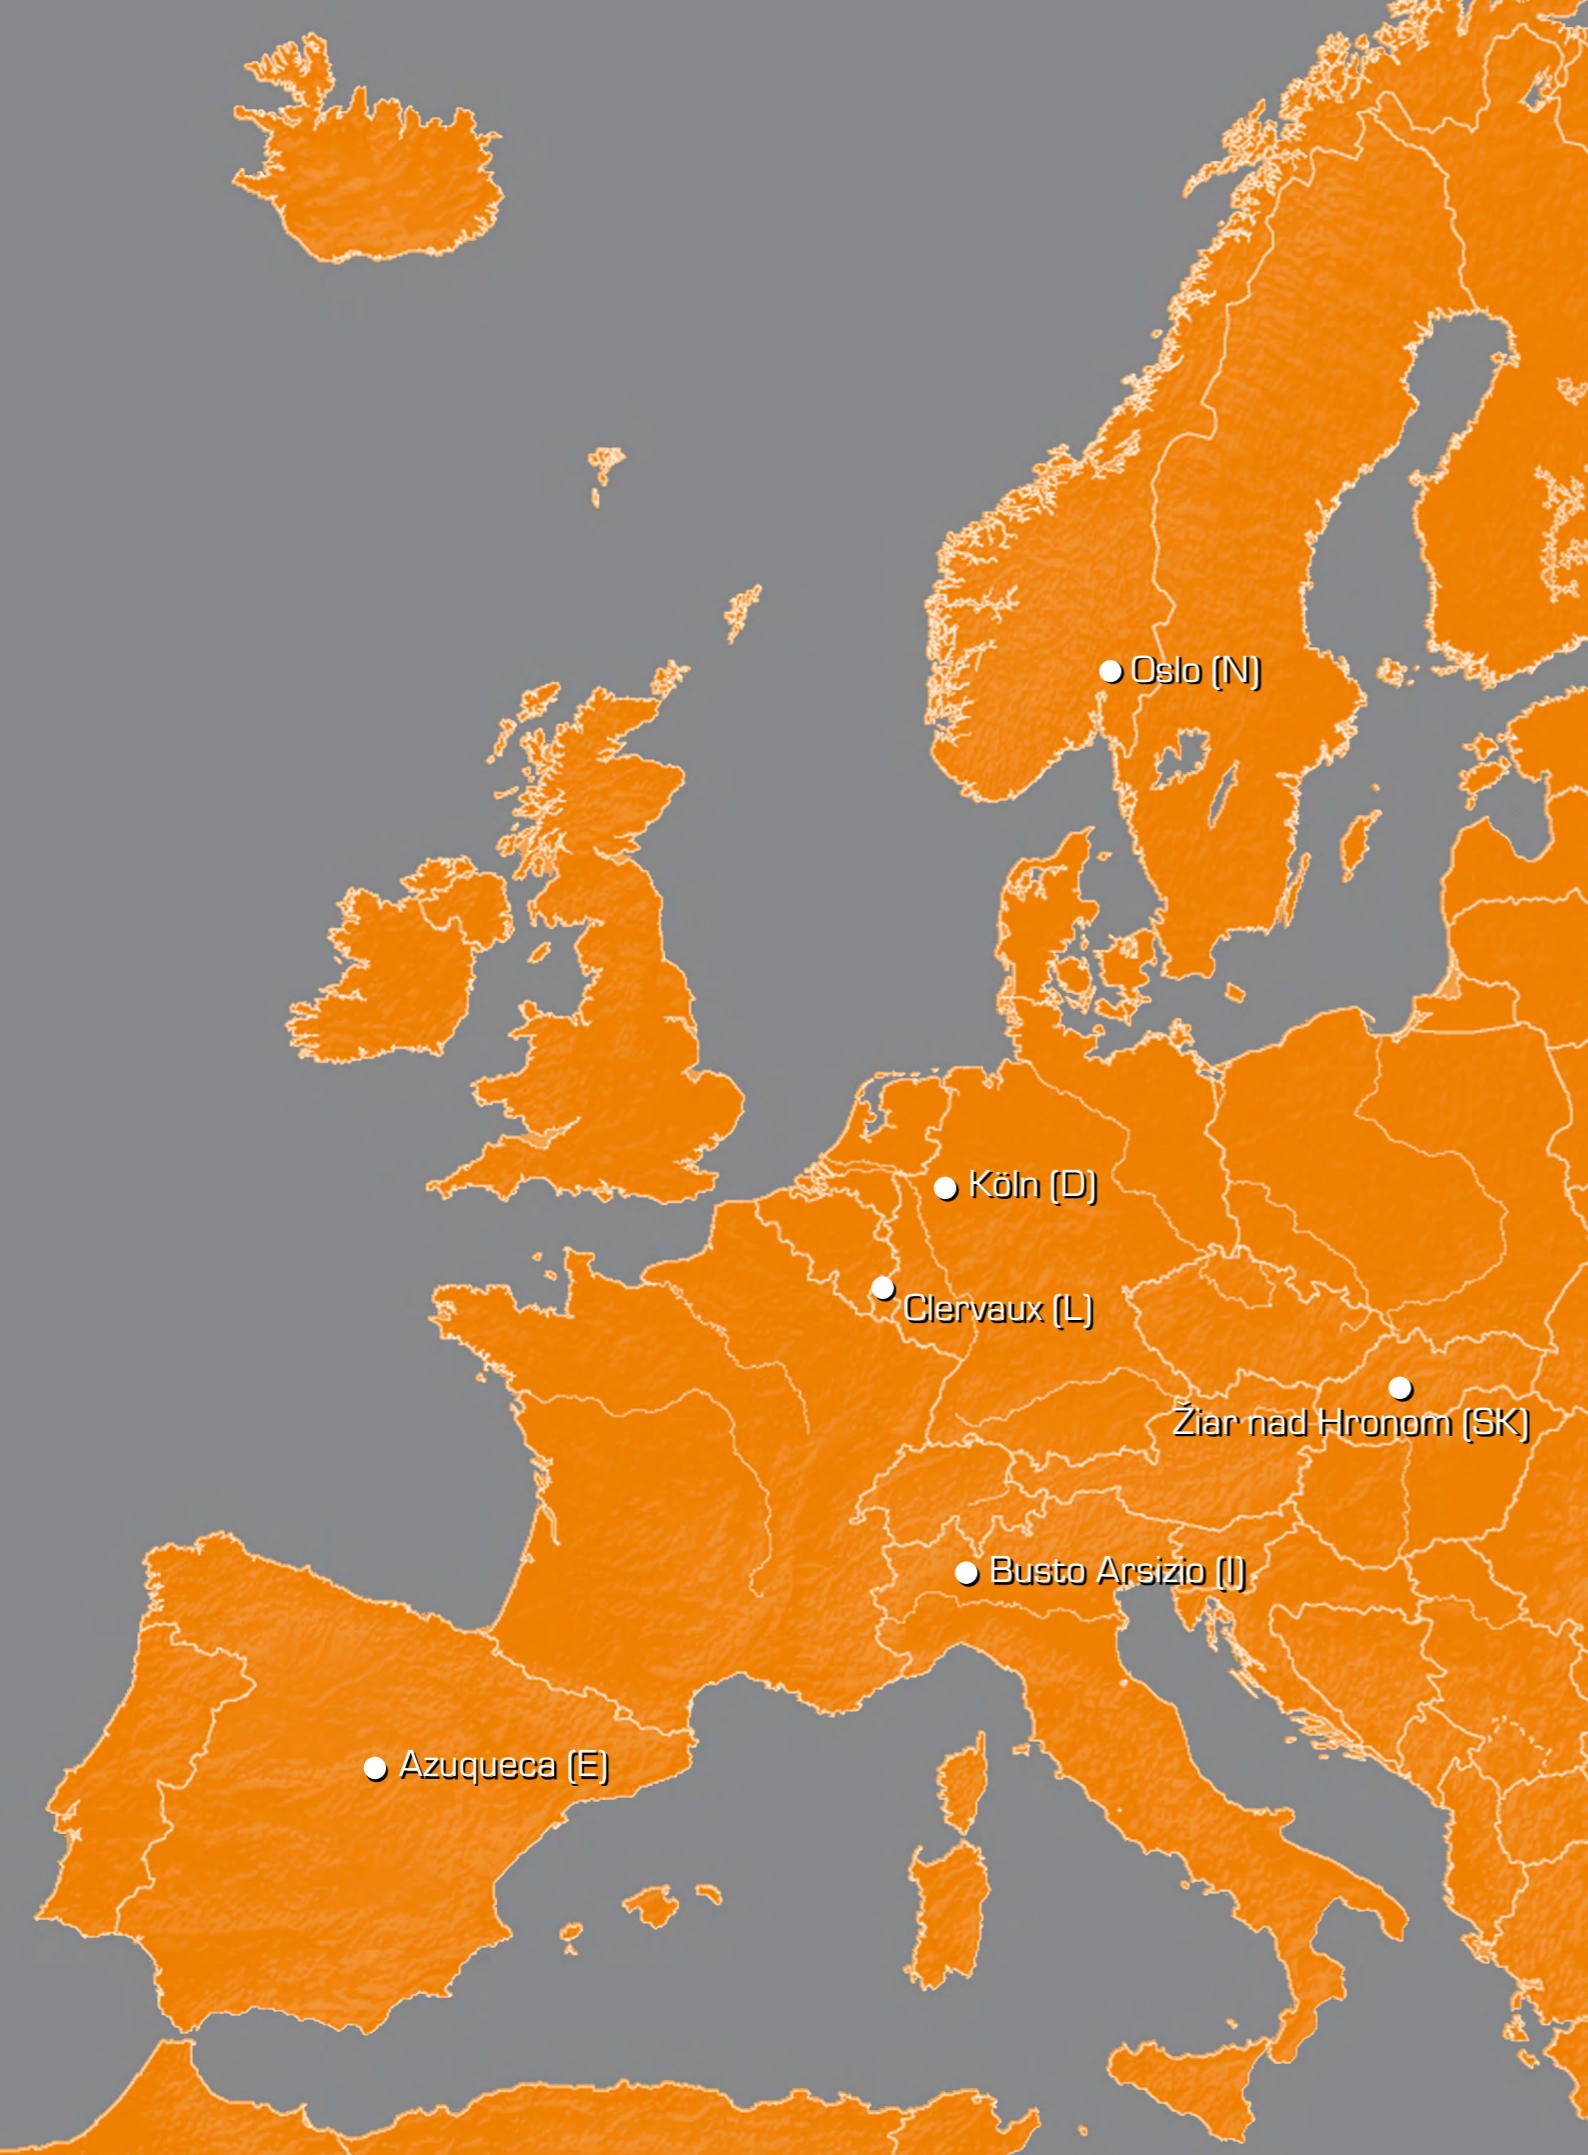 Oslo (N)
Köln (D)
Clervaux (L)
Žiar nad Hronom (SK)
Busto Arsizio (I)
Azuqueca (E)